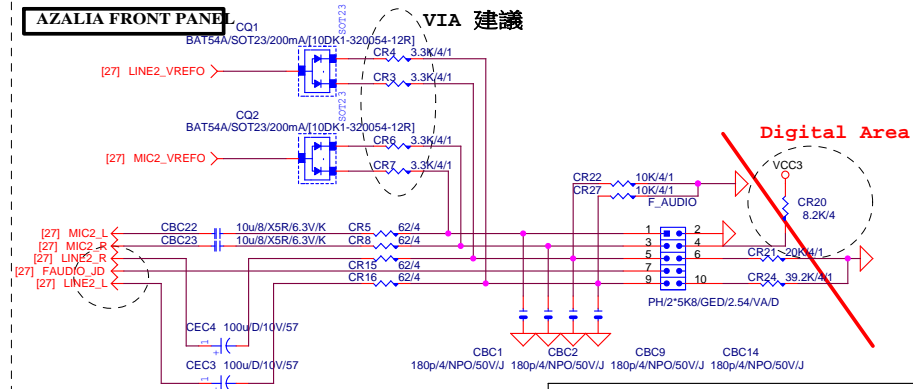 AZALIA FRONT PANEL
VIA 建議
CQ1
BAT54A/SOT23/200mA/[10DK1-320054-12R]
SOT23
[27] LINE2_VREFO
CR4 3.3K/4/1
CR3 3.3K/4/1
SOT23
CQ2
BAT54A/SOT23/200mA/[10DK1-320054-12R]
[27] MIC2_VREFO
CR6 3.3K/4/1
CR7 3.3K/4/1
Digital Area
VCC3
CR22 10K/4/1
CR27 10K/4/1
F_AUDIO
CR20
8.2K/4
[27] MIC2_L
CBC22 10u/8/X5R/6.3V/K
CR5 62/4
[27] MIC2_R
CBC23 10u/8/X5R/6.3V/K
CR8 62/4
[27] LINE2_R
[27] FAUDIO_JD
CR15 62/4
[27] LINE2_L
CR16 62/4
1 2
3 4
5 6
7
9 10
CR21 20K/4/1
CR24 39.2K/4/1
PH/2*5K8/GED/2.54/VA/D
CEC4 100u/D/10V/57
1 +
CEC3 100u/D/10V/57
1 +
CBC1 CBC2 CBC9 CBC14
180p/4/NPO/50V/J 180p/4/NPO/50V/J 180p/4/NPO/50V/J 180p/4/NPO/50V/J